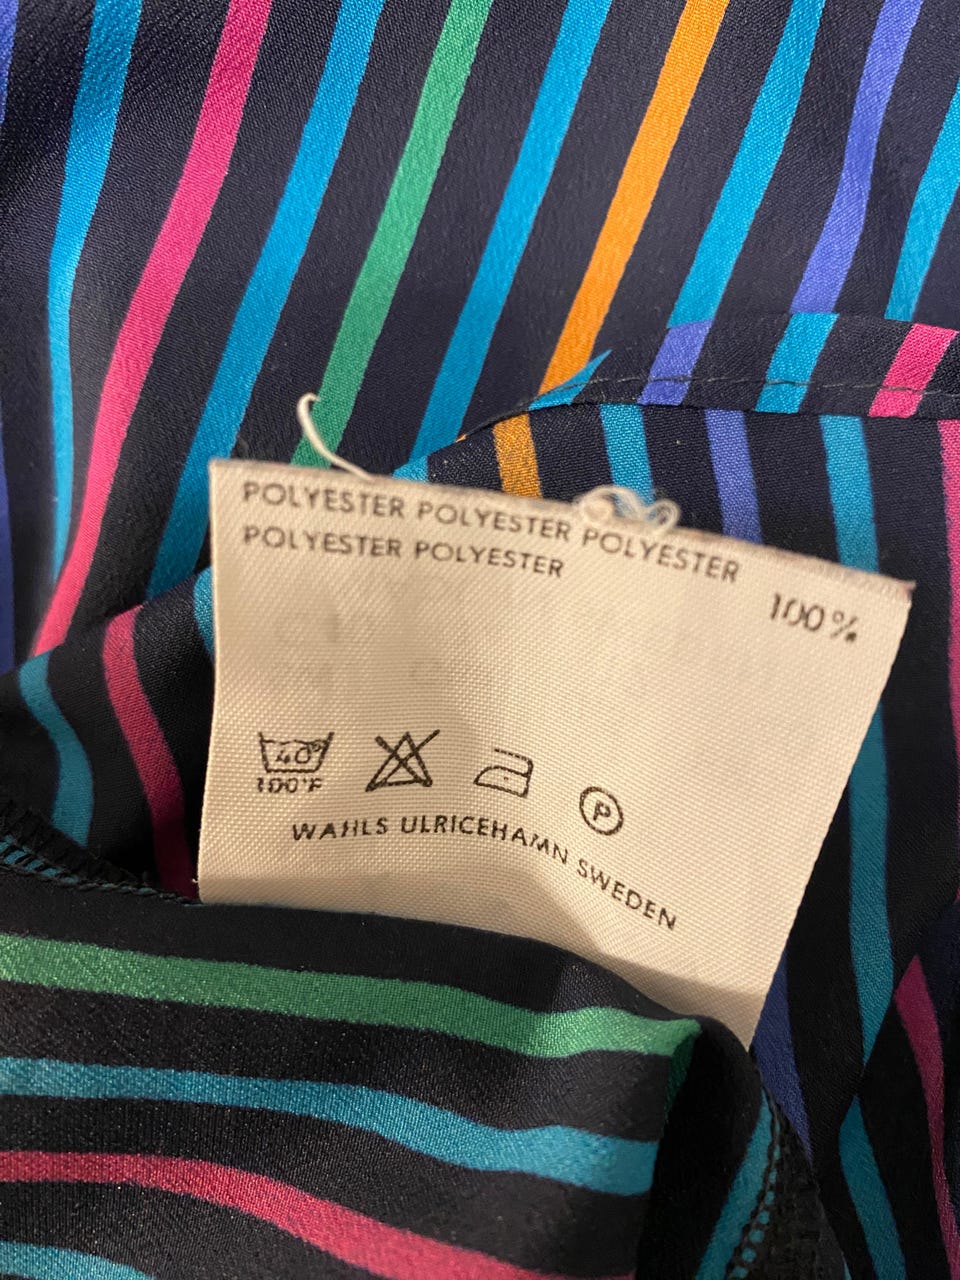 POLYESTER POLYESTER POLYESTER
POLYESTER POLYESTER
100%
40°
100°F
P
WAHLS ULRICEHAMN SWEDEN